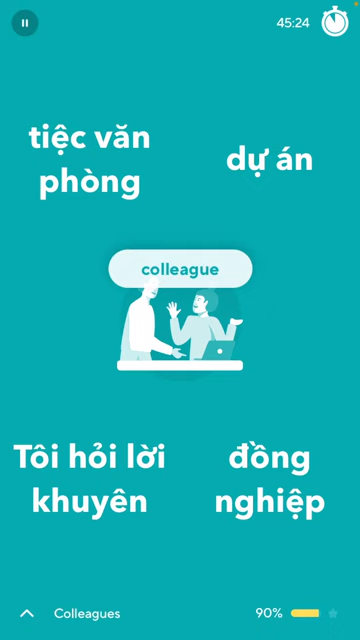 45:24
tiệc văn
phòng
dự án
colleague
Tôi hỏi lời
khuyên
đồng
nghiệp
Colleagues
90%